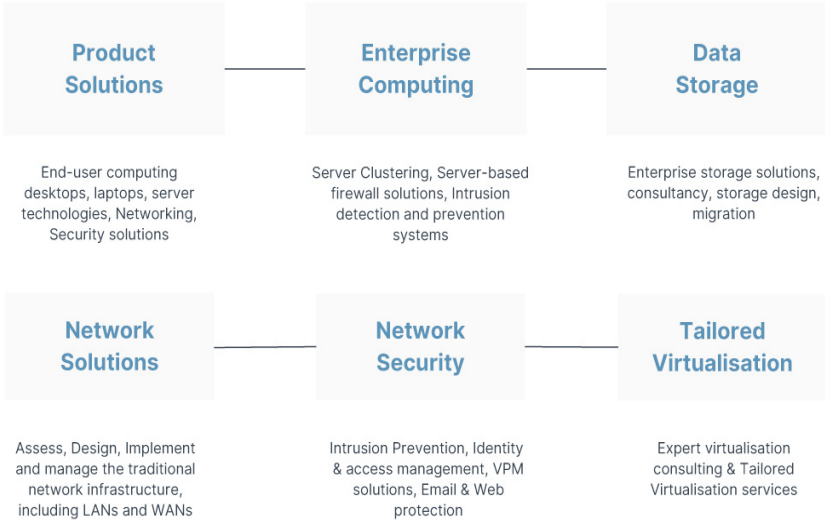 Product
Solutions
Enterprise
Computing
Data
Storage
End-user computing
desktops, laptops, server
technologies, Networking,
Security solutions
Server Clustering, Server-based
firewall solutions, Intrusion
detection and prevention
systems
Enterprise storage solutions,
consultancy, storage design,
migration
Network
Solutions
Network
Security
Tailored
Virtualisation
Assess, Design, Implement
and manage the traditional
network infrastructure,
including LANs and WANs
Intrusion Prevention, Identity
& access management, VPM
solutions, Email & Web
protection
Expert virtualisation
consulting & Tailored
Virtualisation services